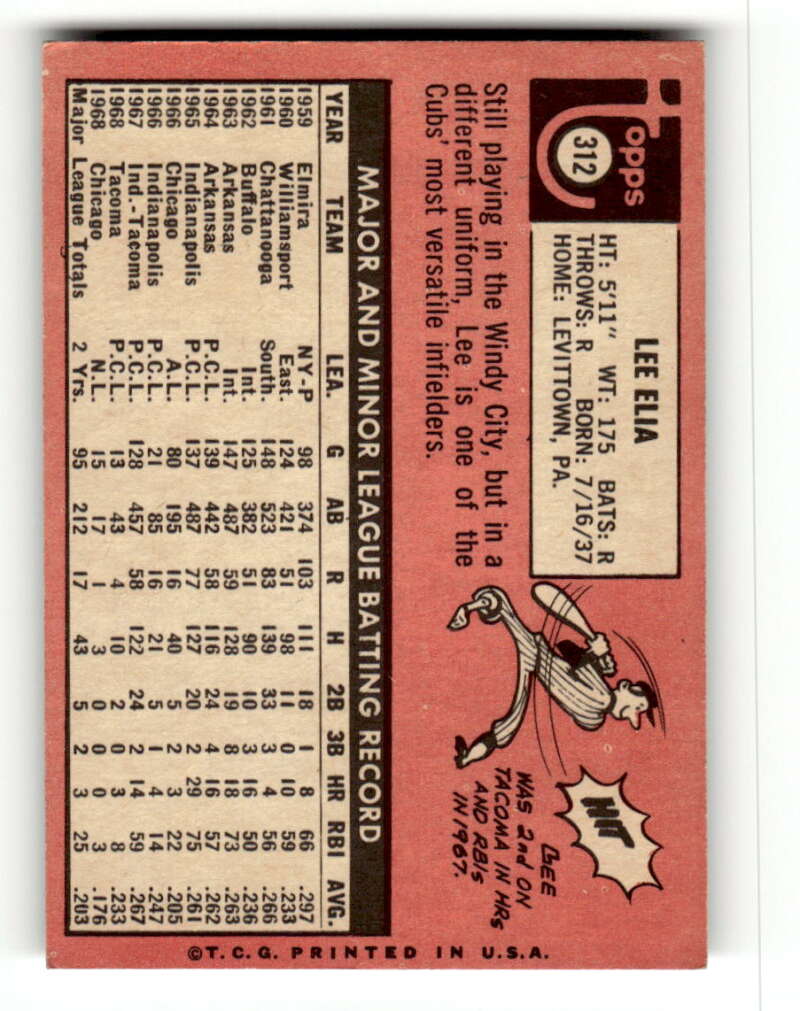 Topps
312
LEE ELIA
HT: 5'11" WT: 175 BATS: R
THROWS: R BORN: 7/16/37
HOME: LEVITTOWN, PA.
Still playing in the Windy City, but in a
different uniform, Lee is one of the
Cubs' most versatile infielders.
HIT
LEE
WAS 2nd ON
TACOMA IN HRs
AND RBIs
IN 1967.
MAJOR AND MINOR LEAGUE BATTING RECORD
YEAR TEAM LEA. G AB R H 2B 3B HR RBI AVG.
1959 Elmira NY-P 98 374 103 111 18 1 8 66 .297
1960 Williamsport East. 124 421 51 98 11 0 10 59 .233
1961 Chattanooga South. 148 523 83 139 33 4 3 56 .266
1962 Buffalo Int. 125 382 51 90 10 3 16 50 .236
1963 Arkansas Int. 147 487 59 128 19 8 18 73 .263
1964 Arkansas P.C.L. 139 442 58 116 24 4 16 57 .262
1965 Indianapolis P.C.L. 137 487 77 127 20 2 29 75 .261
1966 Chicago A.L. 80 195 16 40 5 2 3 22 .205
1966 Indianapolis P.C.L. 21 85 16 21 5 1 4 14 .247
1967 Ind.-Tacoma P.C.L. 128 457 58 122 24 2 14 59 .267
1968 Tacoma P.C.L. 13 43 4 10 2 0 3 8 .233
1968 Chicago N.L. 15 17 1 3 0 0 0 3 .176
Major League Totals 2 Yrs. 95 212 17 43 5 2 3 25 .203
©T.C.G. PRINTED IN U.S.A.